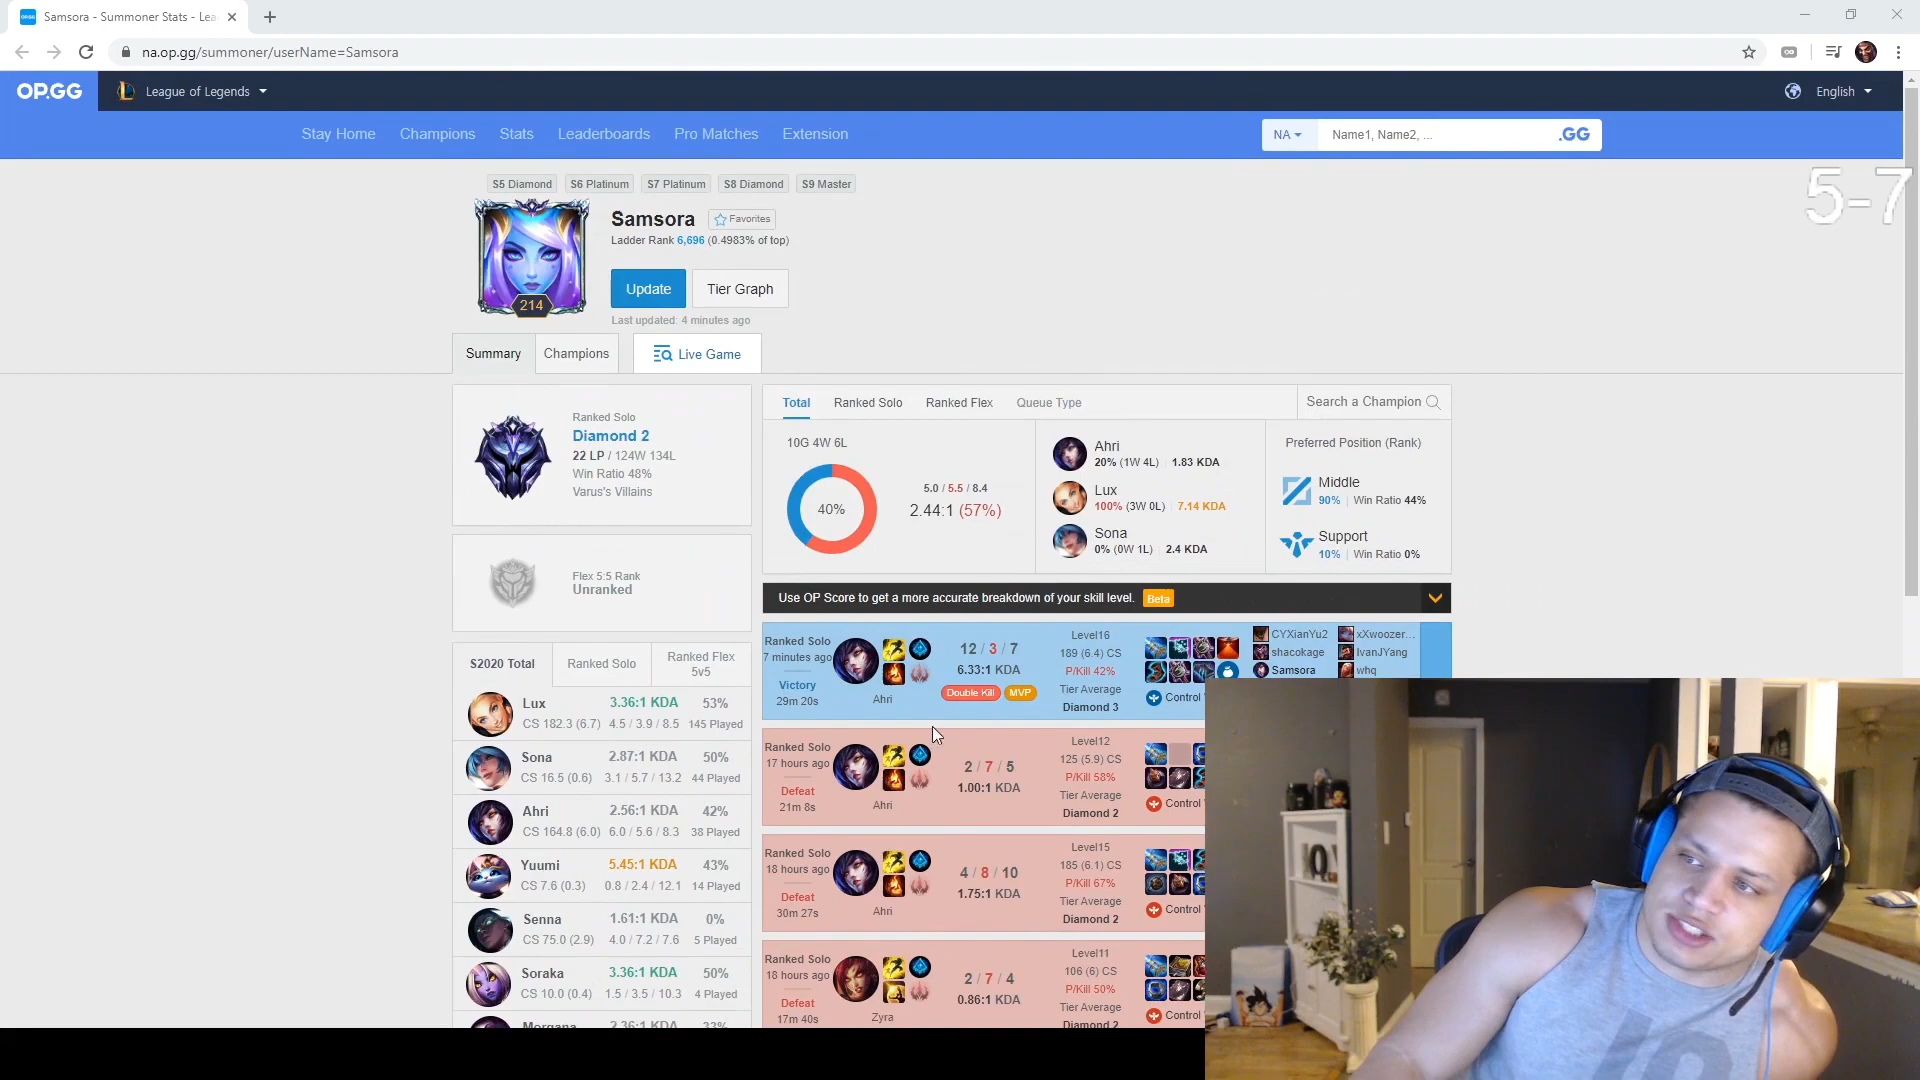 Samsora - Summoner Stats - Lea
na.op.gg/summoner/userName=Samsora
OP.GG
League of Legends
English
Stay Home
Champions
Stats
Leaderboards
Pro Matches
Extension
NA
Name1, Name2, ...
.GG
5-7
S5 Diamond
S6 Platinum
S7 Platinum
S8 Diamond
S9 Master
Samsora
Favorites
Ladder Rank 6,696 (0.4983% of top)
214
Update
Tier Graph
Last updated: 4 minutes ago
Summary
Champions
Live Game
Ranked Solo
Diamond 2
22 LP / 124W 134L
Win Ratio 48%
Varus's Villains
Flex 5:5 Rank
Unranked
S2020 Total
Ranked Solo
Ranked Flex
5v5
Lux 3.36:1 KDA 53%
CS 182.3 (6.7) 4.5 / 3.9 / 8.5 145 Played
Sona 2.87:1 KDA 50%
CS 16.5 (0.6) 3.1 / 5.7 / 13.2 44 Played
Ahri 2.56:1 KDA 42%
CS 164.8 (6.0) 6.0 / 5.6 / 8.3 38 Played
Yuumi 5.45:1 KDA 43%
CS 7.6 (0.3) 0.8 / 2.4 / 12.1 14 Played
Senna 1.61:1 KDA 0%
CS 75.0 (2.9) 4.0 / 7.2 / 7.6 5 Played
Soraka 3.36:1 KDA 50%
CS 10.0 (0.4) 1.5 / 3.5 / 10.3 4 Played
Morgana 2.36:1 KDA 33%
Total
Ranked Solo
Ranked Flex
Queue Type
Search a Champion
10G 4W 6L
40%
5.0 / 5.5 / 8.4
2.44:1 (57%)
Ahri
20% (1W 4L) 1.83 KDA
Lux
100% (3W 0L) 7.14 KDA
Sona
0% (0W 1L) 2.4 KDA
Preferred Position (Rank)
Middle
90% Win Ratio 44%
Support
10% Win Ratio 0%
Use OP Score to get a more accurate breakdown of your skill level. Beta
Ranked Solo
7 minutes ago
Victory
29m 20s
Ahri
12 / 3 / 7
6.33:1 KDA
Double Kill MVP
Level16
189 (6.4) CS
P/Kill 42%
Tier Average
Diamond 3
Control
CYXianYu2
shacokage
Samsora
xXwoozer...
IvanJYang
whq
Ranked Solo
17 hours ago
Defeat
21m 8s
Ahri
2 / 7 / 5
1.00:1 KDA
Level12
125 (5.9) CS
P/Kill 58%
Tier Average
Diamond 2
Control
Ranked Solo
18 hours ago
Defeat
30m 27s
Ahri
4 / 8 / 10
1.75:1 KDA
Level15
185 (6.1) CS
P/Kill 67%
Tier Average
Diamond 2
Control
Ranked Solo
18 hours ago
Defeat
17m 40s
Zyra
2 / 7 / 4
0.86:1 KDA
Level11
106 (6) CS
P/Kill 50%
Tier Average
Diamond 2
Control